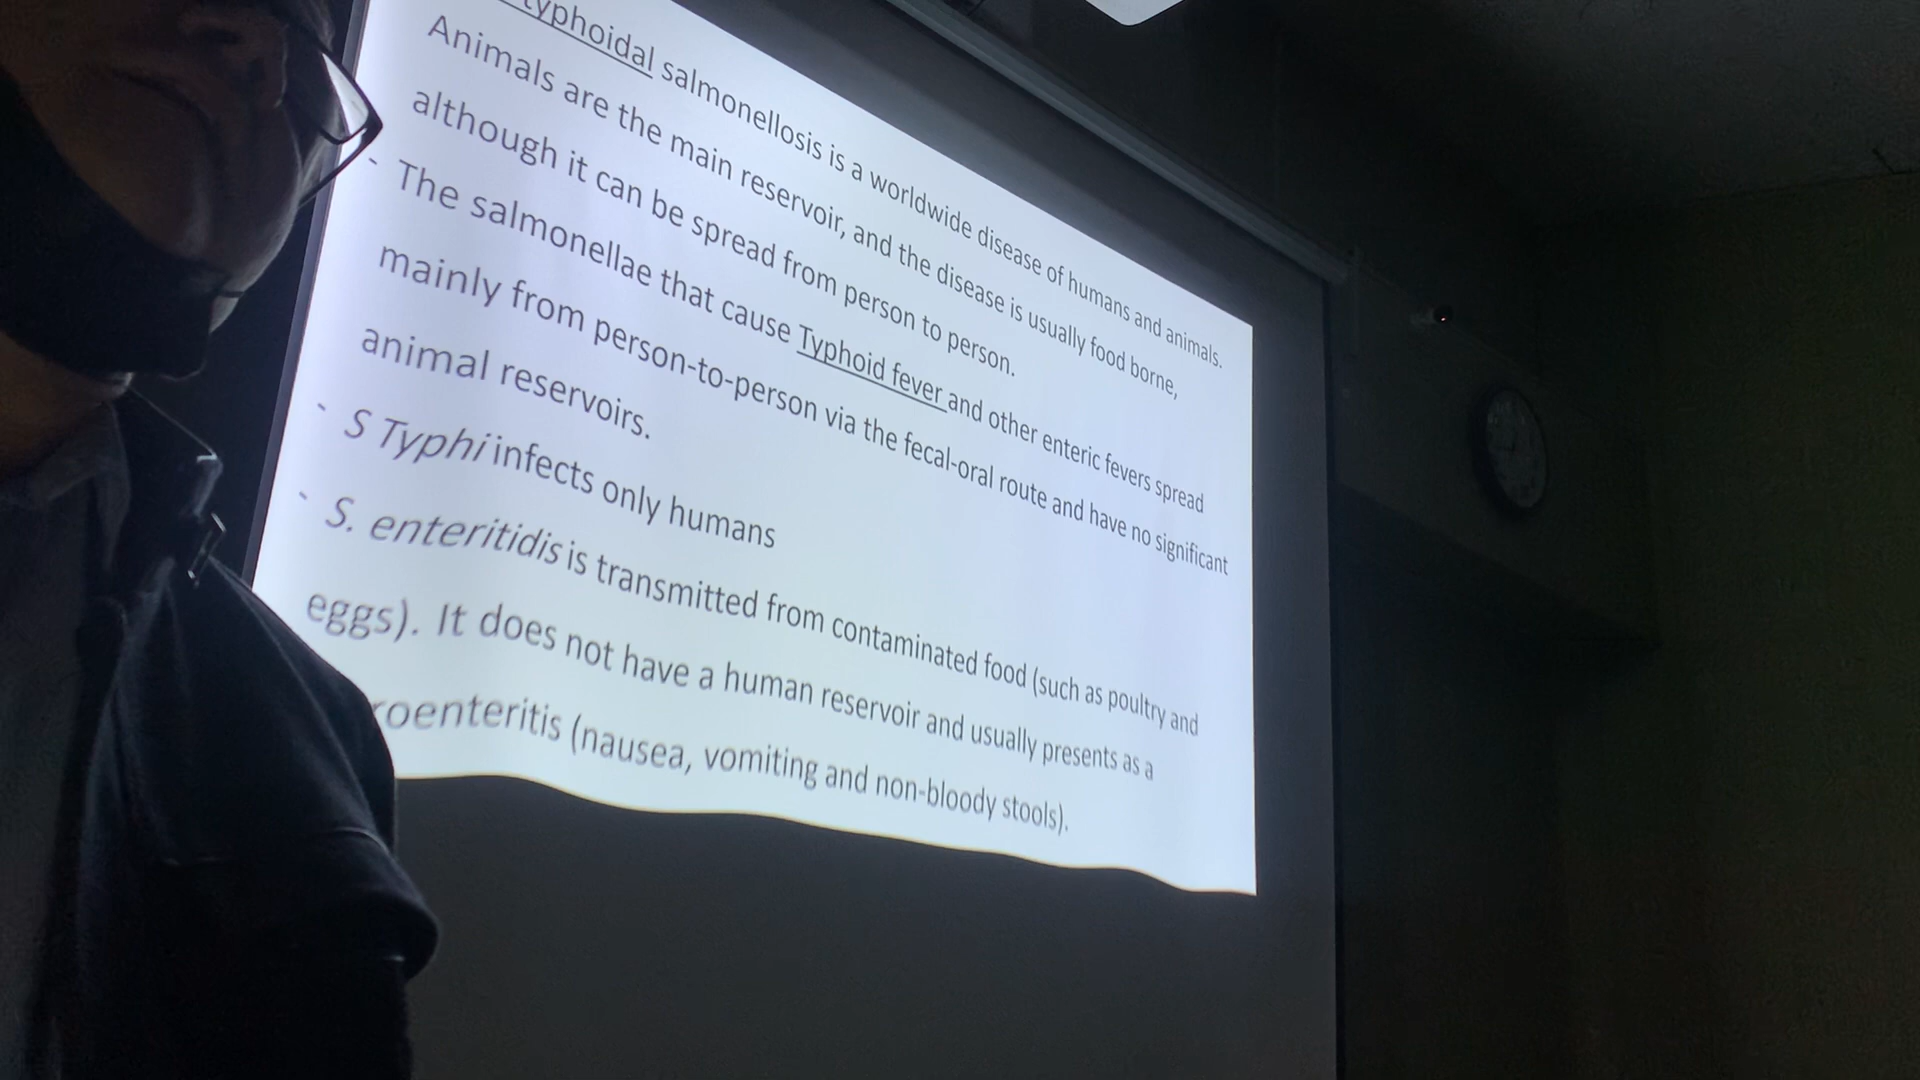 typhoidal salmonellosis is a worldwide disease of humans and animals.
Animals are the main reservoir, and the disease is usually food borne,
although it can be spread from person to person.
- The salmonellae that cause Typhoid fever and other enteric fevers spread
mainly from person-to-person via the fecal-oral route and have no significant
animal reservoirs.
- S Typhi infects only humans
- S. enteritidis is transmitted from contaminated food (such as poultry and
eggs). It does not have a human reservoir and usually presents as a
roenteritis (nausea, vomiting and non-bloody stools).